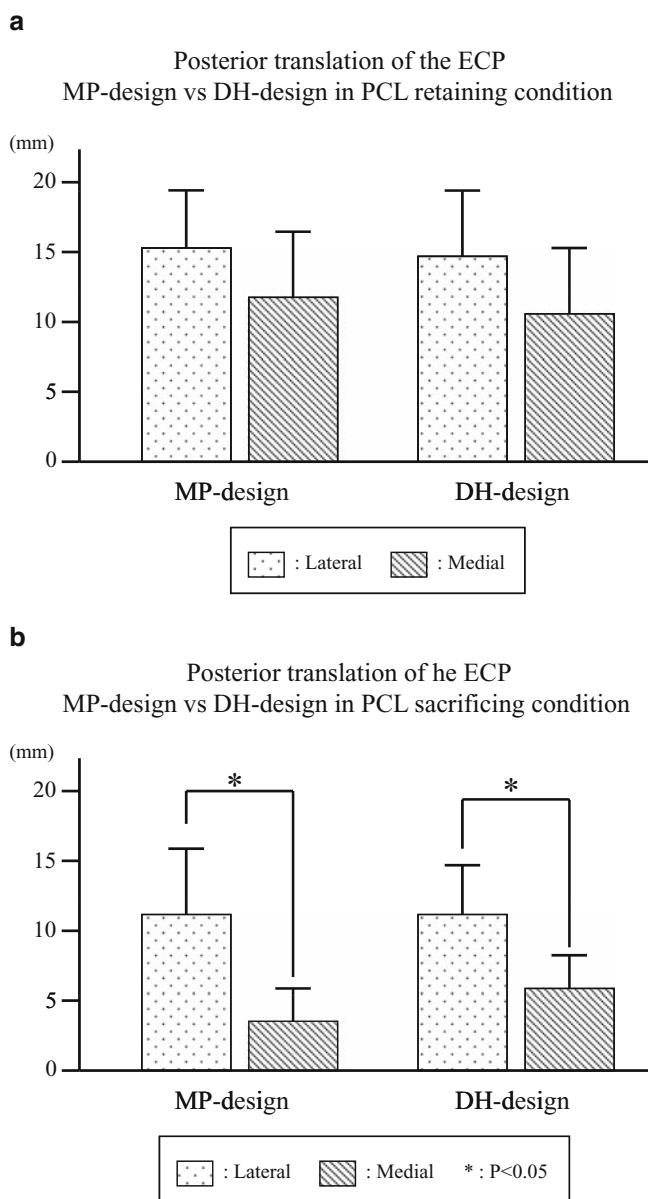 a
Posterior translation of the ECP
MP-design vs DH-design in PCL retaining condition
(mm)
20
15
10
5
0
MP-design DH-design
: Lateral : Medial
b
Posterior translation of he ECP
MP-design vs DH-design in PCL sacrificing condition
(mm)
20
* *
15
10
5
0
MP-design DH-design
: Lateral : Medial * : P<0.05